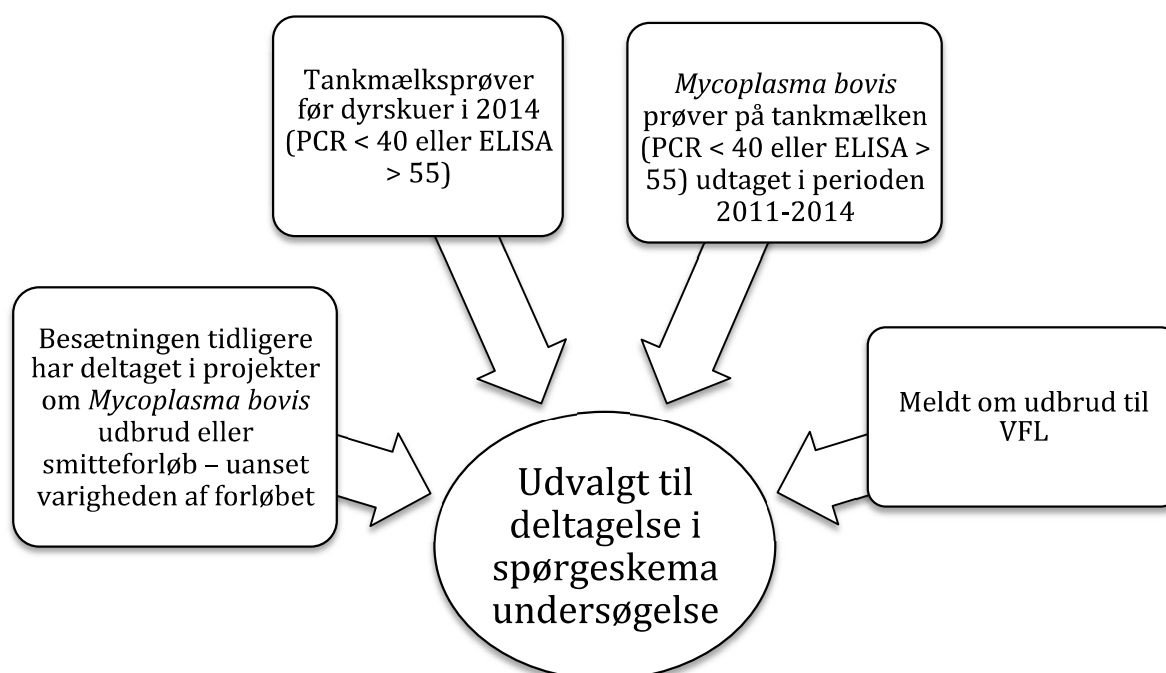 Tankmælksprøver
før dyrskuer i 2014
(PCR < 40 eller ELISA
> 55)
Mycoplasma bovis
prøver på tankmælken
(PCR < 40 eller ELISA >
55) udtaget i perioden
2011-2014
Besætningen tidligere
har deltaget i projekter
om Mycoplasma bovis
udbrud eller
smitteforløb – uanset
varigheden af forløbet
Meldt om udbrud til
VFL
Udvalgt til
deltagelse i
spørgeskema
undersøgelse